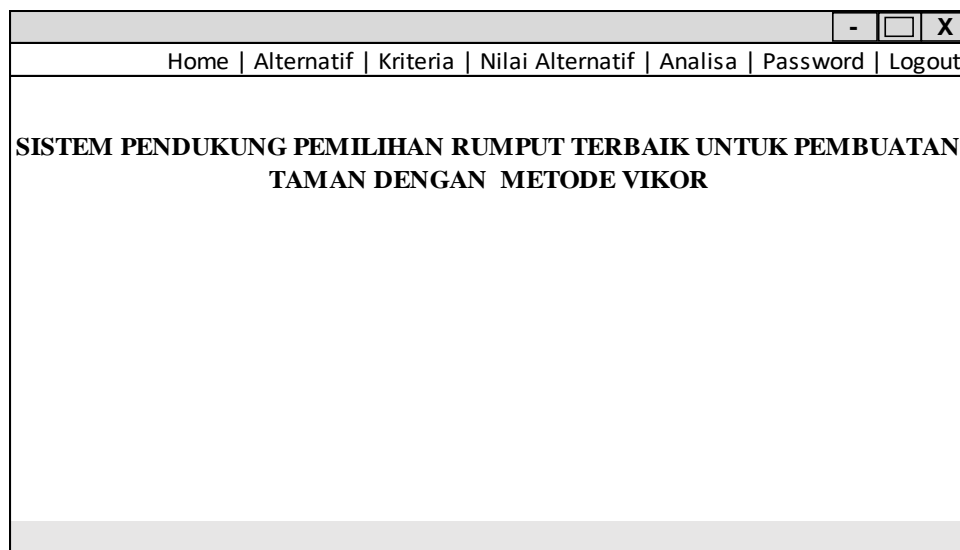 - X
Home | Alternatif | Kriteria | Nilai Alternatif | Analisa | Password | Logout
SISTEM PENDUKUNG PEMILIHAN RUMPUT TERBAIK UNTUK PEMBUATAN
TAMAN DENGAN METODE VIKOR